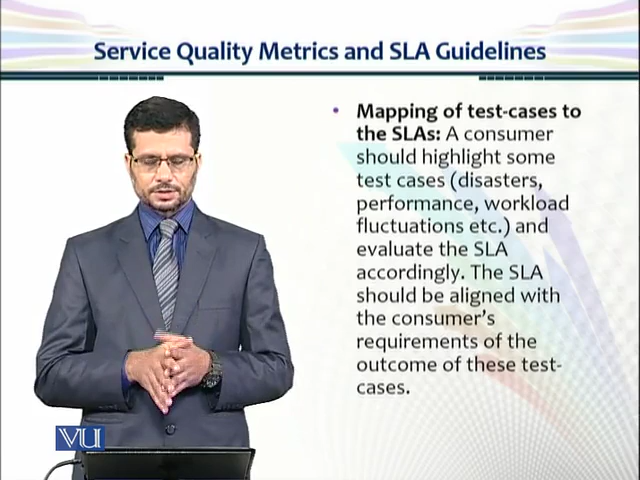 Service Quality Metrics and SLA Guidelines
• Mapping of test-cases to
the SLAs: A consumer
should highlight some
test cases (disasters,
performance, workload
fluctuations etc.) and
evaluate the SLA
accordingly. The SLA
should be aligned with
the consumer's
requirements of the
outcome of these test-
cases.
VU